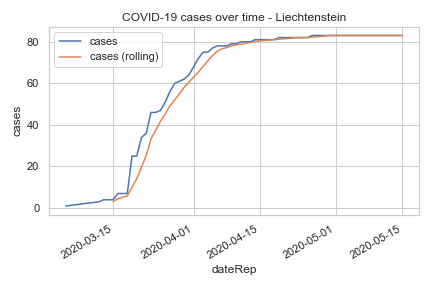 COVID-19 cases over time - Liechtenstein
cases
cases (rolling)
80
60
40
20
0
cases
2020-03-15
2020-04-01
2020-04-15
2020-05-01
2020-05-15
dateRep